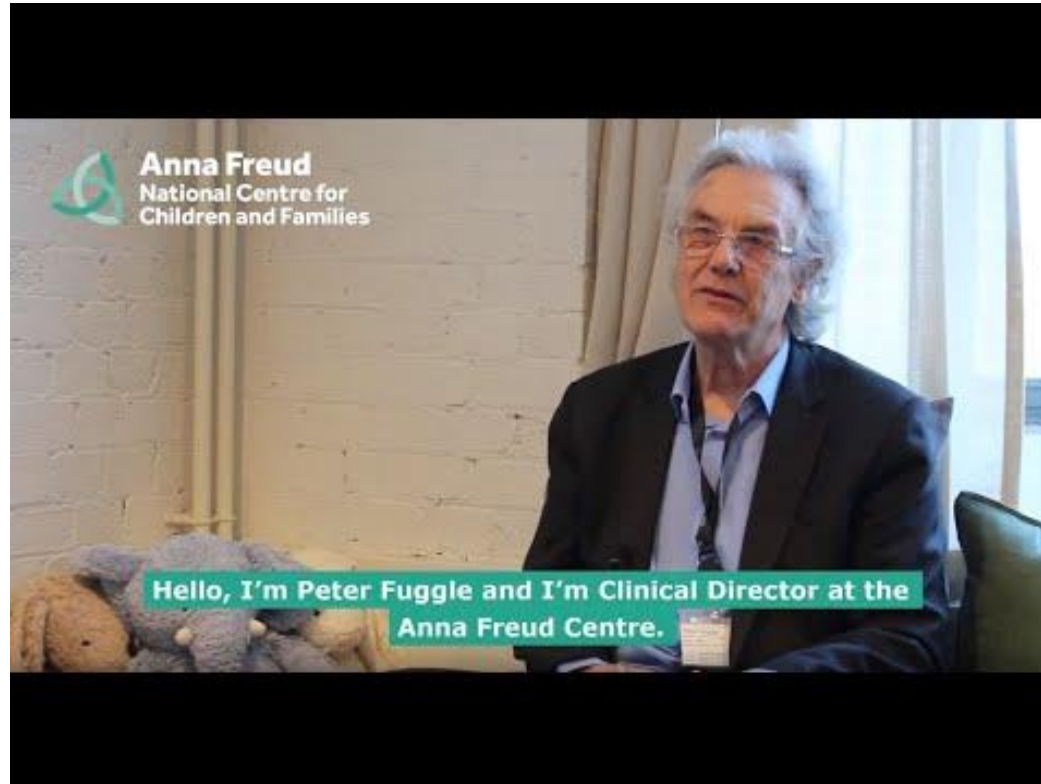 Anna Freud
National Centre for
Children and Families
Hello, I'm Peter Fuggle and I'm Clinical Director at the
Anna Freud Centre.